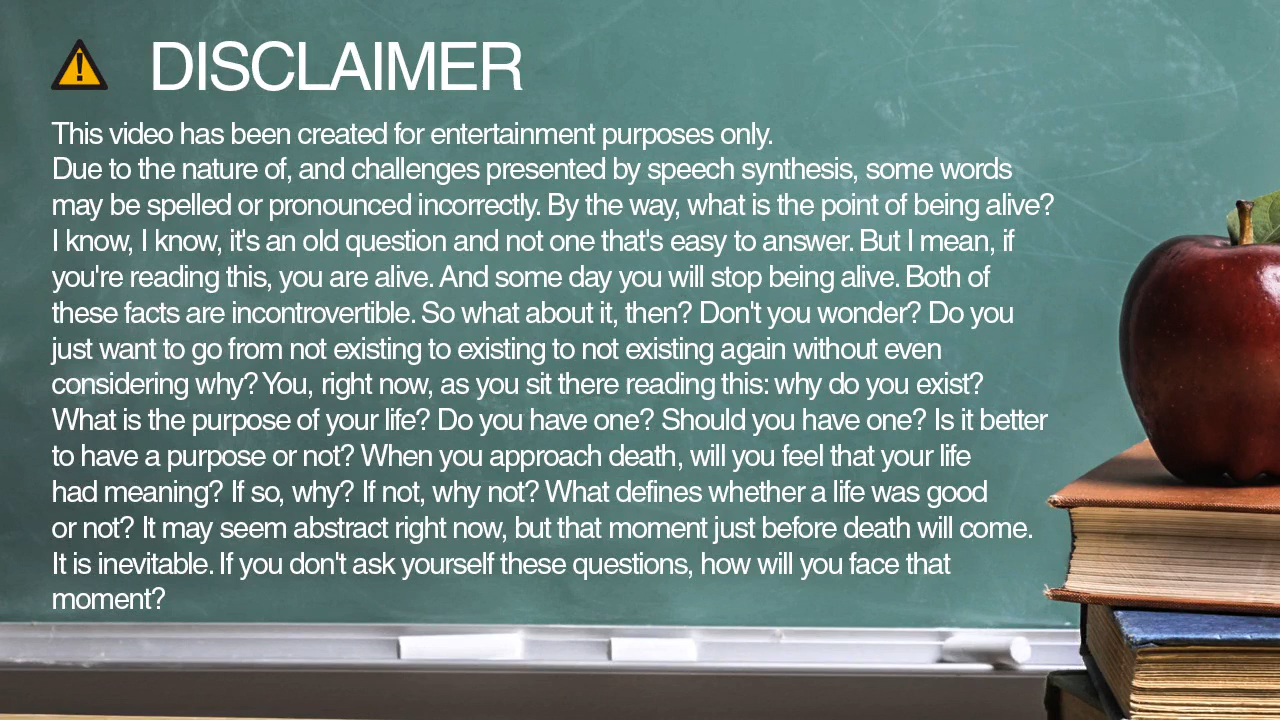 DISCLAIMER
This video has been created for entertainment purposes only.
Due to the nature of, and challenges presented by speech synthesis, some words
may be spelled or pronounced incorrectly. By the way, what is the point of being alive?
I know, I know, it's an old question and not one that's easy to answer. But I mean, if
you're reading this, you are alive. And some day you will stop being alive. Both of
these facts are incontrovertible. So what about it, then? Don't you wonder? Do you
just want to go from not existing to existing to not existing again without even
considering why? You, right now, as you sit there reading this: why do you exist?
What is the purpose of your life? Do you have one? Should you have one? Is it better
to have a purpose or not? When you approach death, will you feel that your life
had meaning? If so, why? If not, why not? What defines whether a life was good
or not? It may seem abstract right now, but that moment just before death will come.
It is inevitable. If you don't ask yourself these questions, how will you face that
moment?